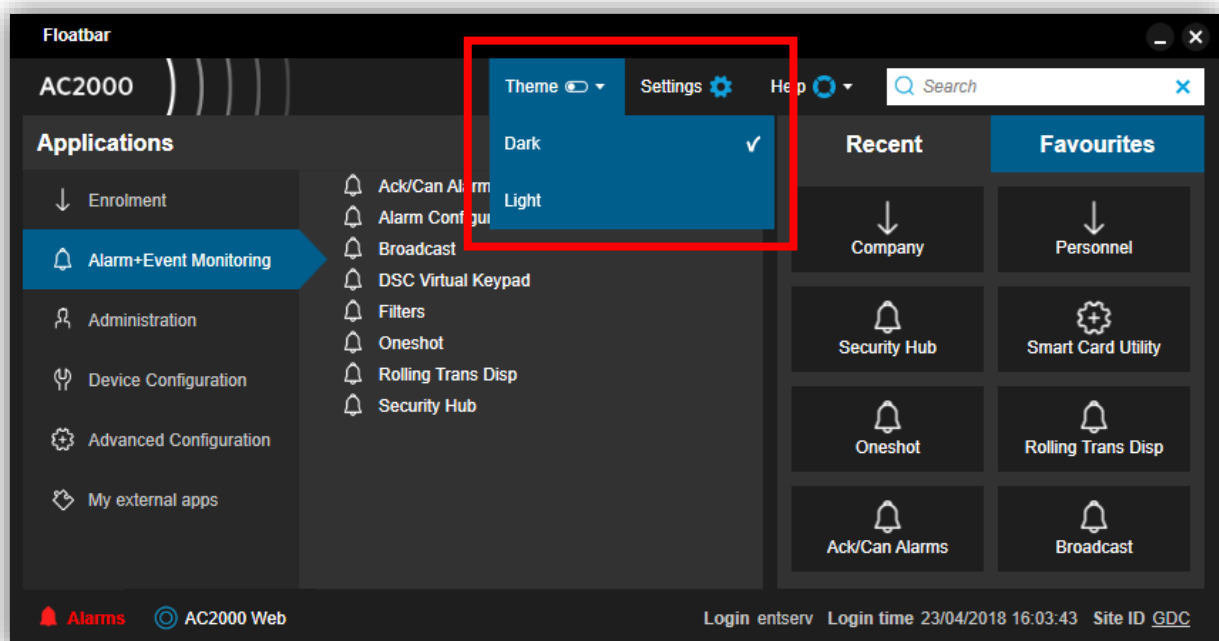 Floatbar
AC2000
Theme
Settings
Help
Search
Dark
Light
Applications
Enrolment
Alarm+Event Monitoring
Administration
Device Configuration
Advanced Configuration
My external apps
Ack/Can Alarm
Alarm Configu
Broadcast
DSC Virtual Keypad
Filters
Oneshot
Rolling Trans Disp
Security Hub
Recent
Favourites
Company
Personnel
Security Hub
Smart Card Utility
Oneshot
Rolling Trans Disp
Ack/Can Alarms
Broadcast
Alarms
AC2000 Web
Login entserv Login time 23/04/2018 16:03:43 Site ID GDC